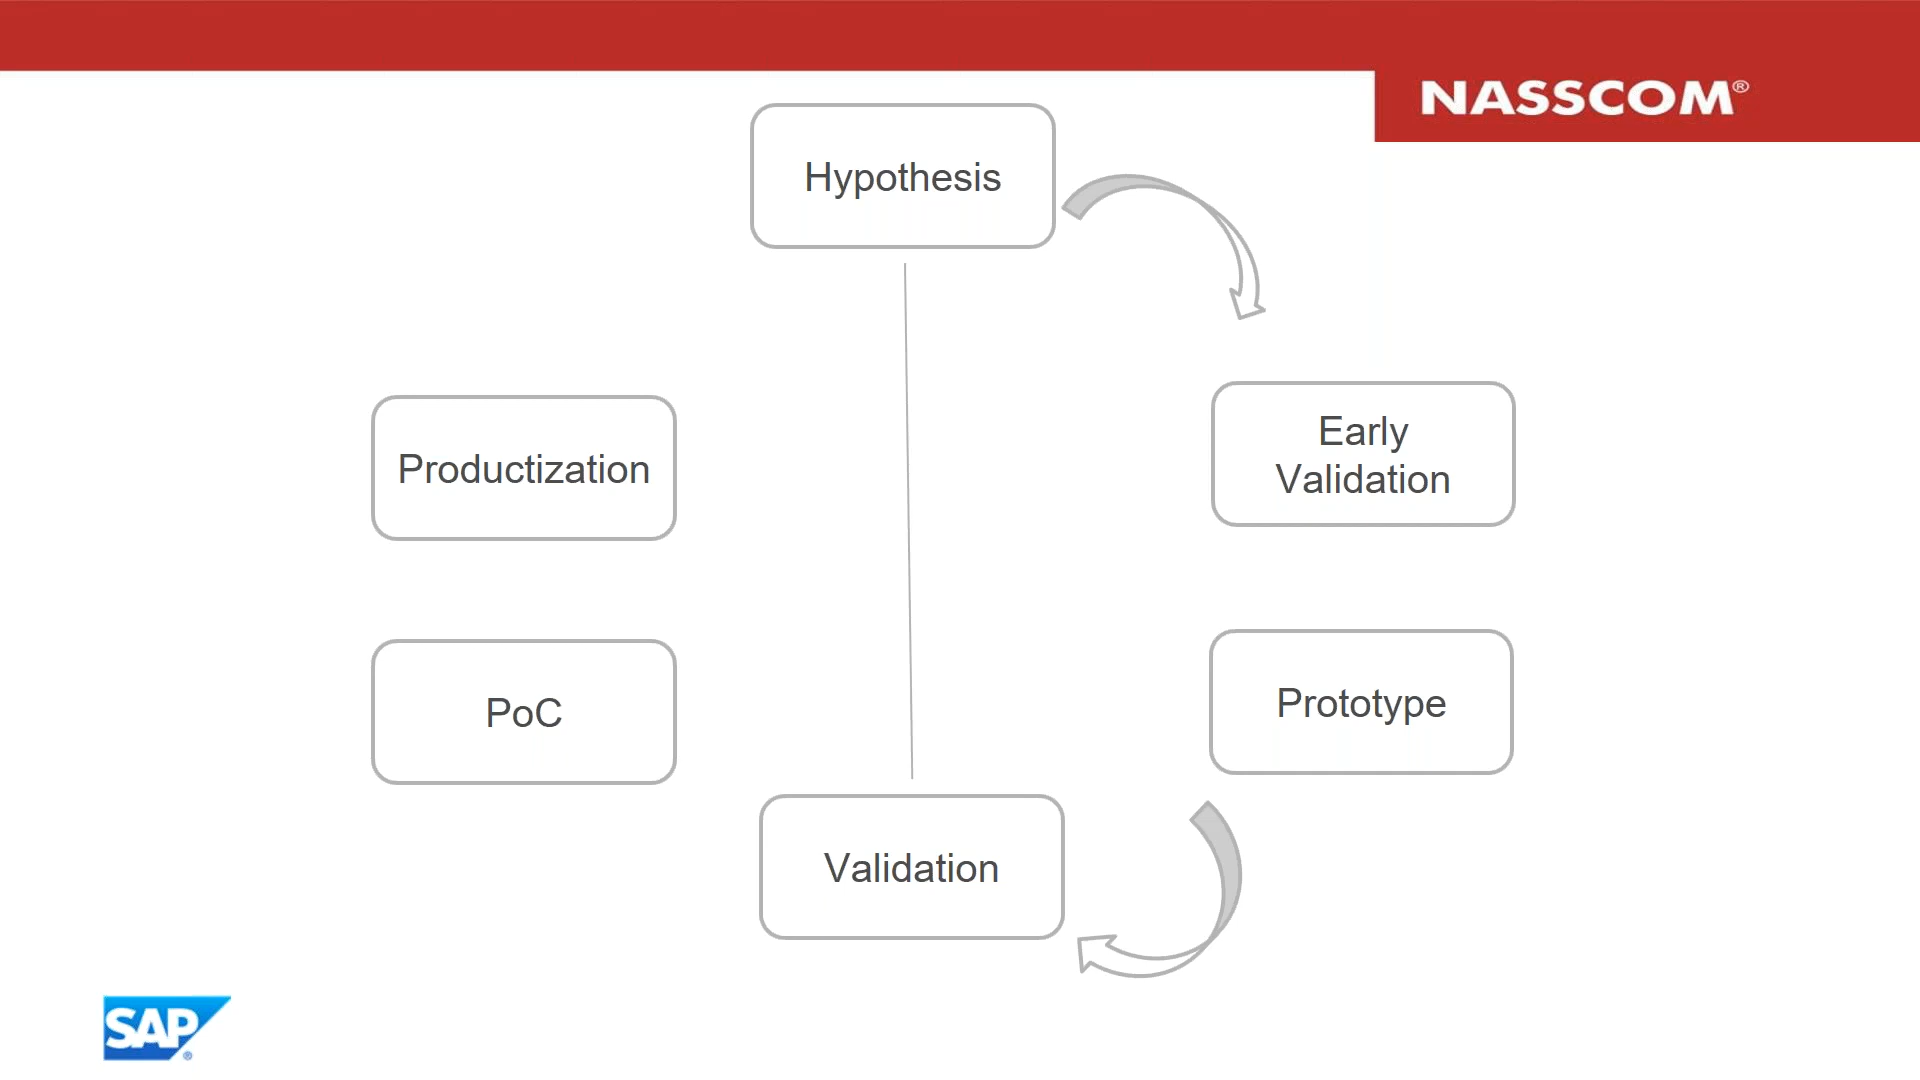 NASSCOM®
Hypothesis
Early
Validation
Productization
Prototype
PoC
Validation
SAP®